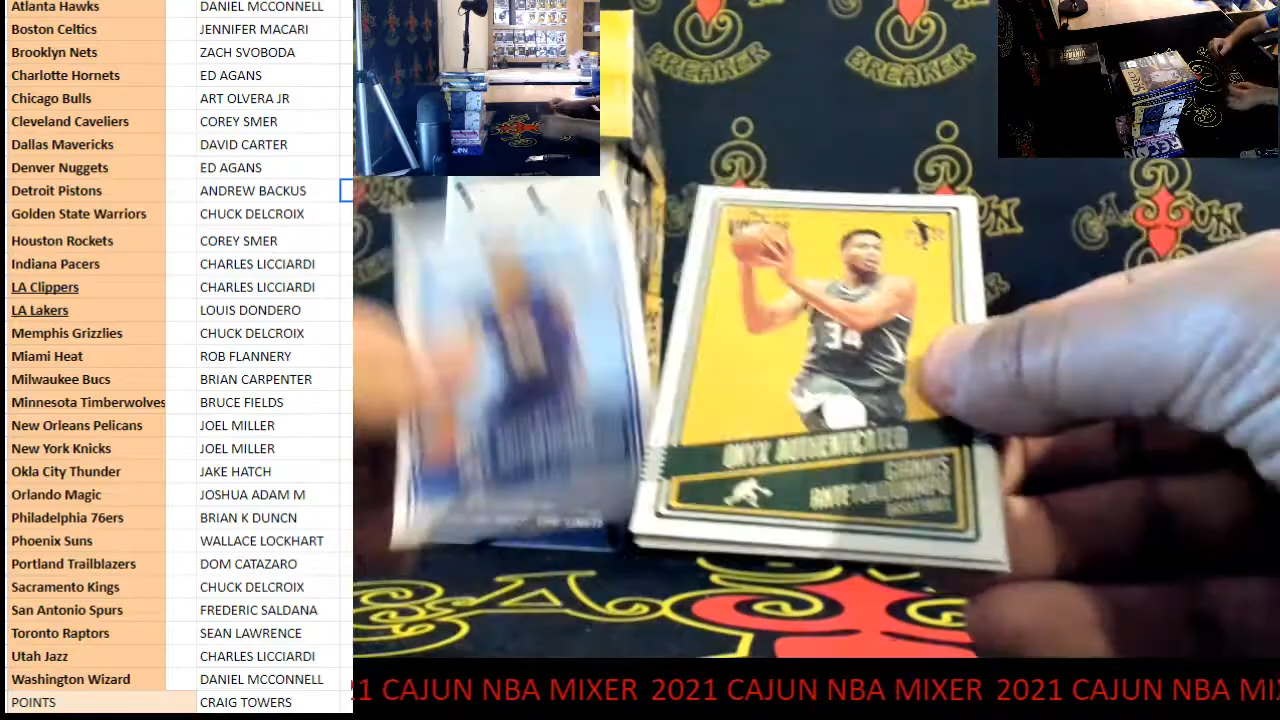 Atlanta Hawks DANIEL MCCONNELL
Boston Celtics JENNIFER MACARI
Brooklyn Nets ZACH SVOBODA
Charlotte Hornets ED AGANS
Chicago Bulls ART OLVERA JR
Cleveland Caveliers COREY SMER
Dallas Mavericks DAVID CARTER
Denver Nuggets ED AGANS
Detroit Pistons ANDREW BACKUS
Golden State Warriors CHUCK DELCROIX
Houston Rockets COREY SMER
Indiana Pacers CHARLES LICCIARDI
LA Clippers CHARLES LICCIARDI
LA Lakers LOUIS DONDERO
Memphis Grizzlies CHUCK DELCROIX
Miami Heat ROB FLANNERY
Milwaukee Bucs BRIAN CARPENTER
Minnesota Timberwolves BRUCE FIELDS
New Orleans Pelicans JOEL MILLER
New York Knicks JOEL MILLER
Okla City Thunder JAKE HATCH
Orlando Magic JOSHUA ADAM M
Philadelphia 76ers BRIAN K DUNCN
Phoenix Suns WALLACE LOCKHART
Portland Trailblazers DOM CATAZARO
Sacramento Kings CHUCK DELCROIX
San Antonio Spurs FREDERIC SALDANA
Toronto Raptors SEAN LAWRENCE
Utah Jazz CHARLES LICCIARDI
Washington Wizard DANIEL MCCONNELL
POINTS CRAIG TOWERS
BREAKER
BREAKER
34
ONYX AUTHENTICATED
GIANNIS
ANTETOKOUNMPO
1 CAJUN NBA MIXER 2021 CAJUN NBA MIXER 2021 CAJUN NBA MI